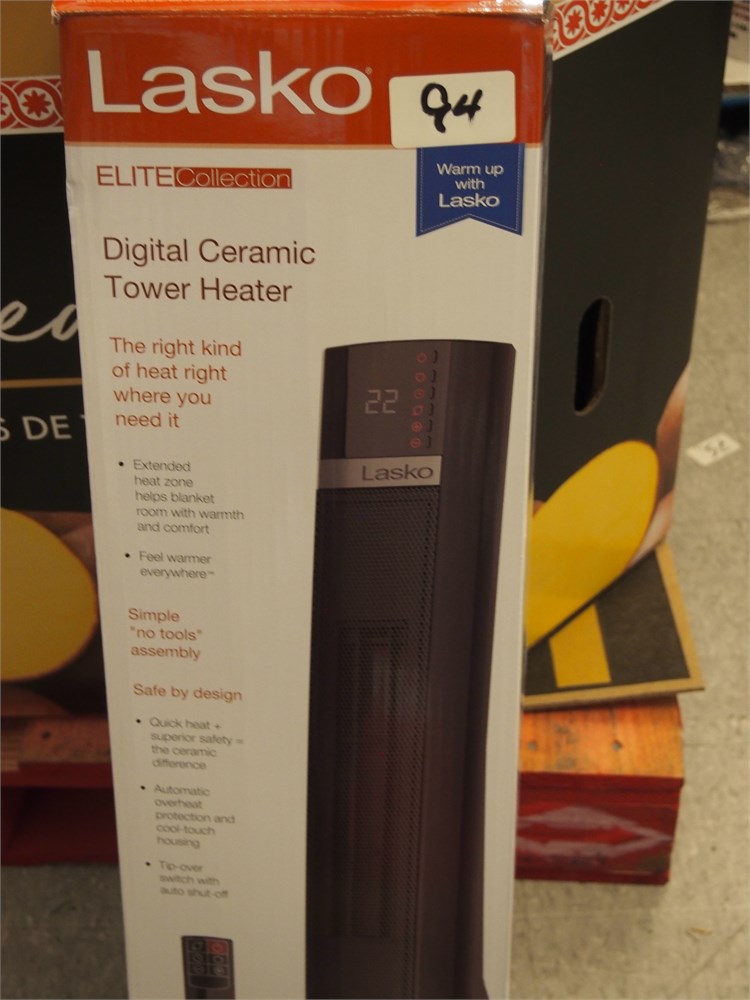 Lasko
94
ELITE Collection
Warm up
with
Lasko
Digital Ceramic
Tower Heater
The right kind
of heat right
where you
need it
• Extended
heat zone
helps blanket
room with warmth
and comfort
• Feel warmer
everywhere™
Simple
"no tools"
assembly
Safe by design
• Quick heat +
superior safety =
the ceramic
difference
• Automatic
overheat
protection and
cool-touch
housing
• Tip-over
switch with
auto shut-off
22
Lasko
S DE